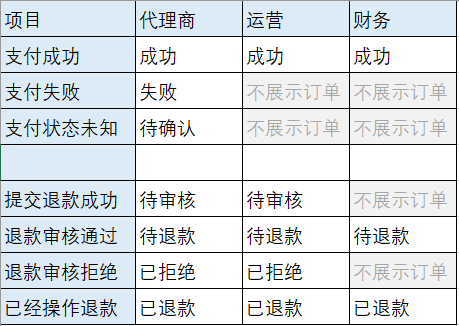 项目 代理商 运营 财务
支付成功 成功 成功 成功
支付失败 失败 不展示订单 不展示订单
支付状态未知 待确认 不展示订单 不展示订单
提交退款成功 待审核 待审核 不展示订单
退款审核通过 待退款 待退款 待退款
退款审核拒绝 已拒绝 已拒绝 不展示订单
已经操作退款 已退款 已退款 已退款